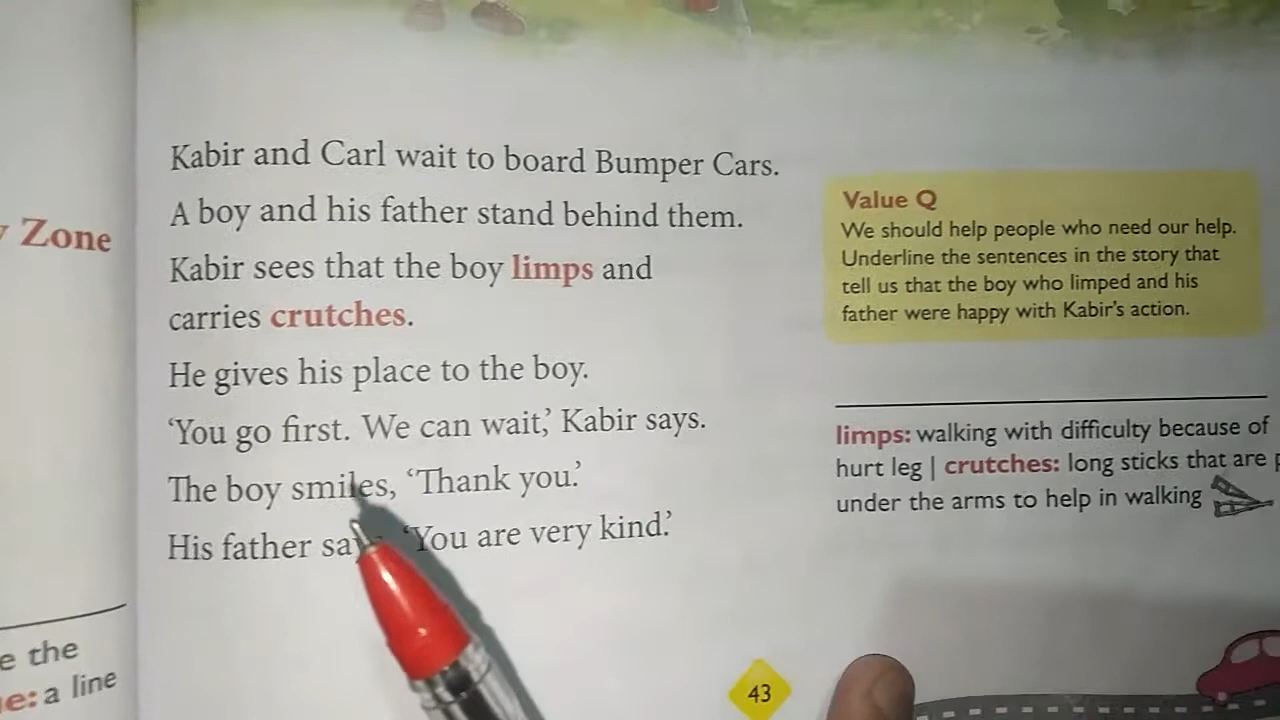 Zone
e the
e: a line
Kabir and Carl wait to board Bumper Cars.
A boy and his father stand behind them.
Kabir sees that the boy limps and
carries crutches.
He gives his place to the boy.
‘You go first. We can wait,’ Kabir says.
The boy smiles, ‘Thank you.’
His father say ‘You are very kind.’
Value Q
We should help people who need our help.
Underline the sentences in the story that
tell us that the boy who limped and his
father were happy with Kabir’s action.
limps: walking with difficulty because of
hurt leg | crutches: long sticks that are
under the arms to help in walking
43